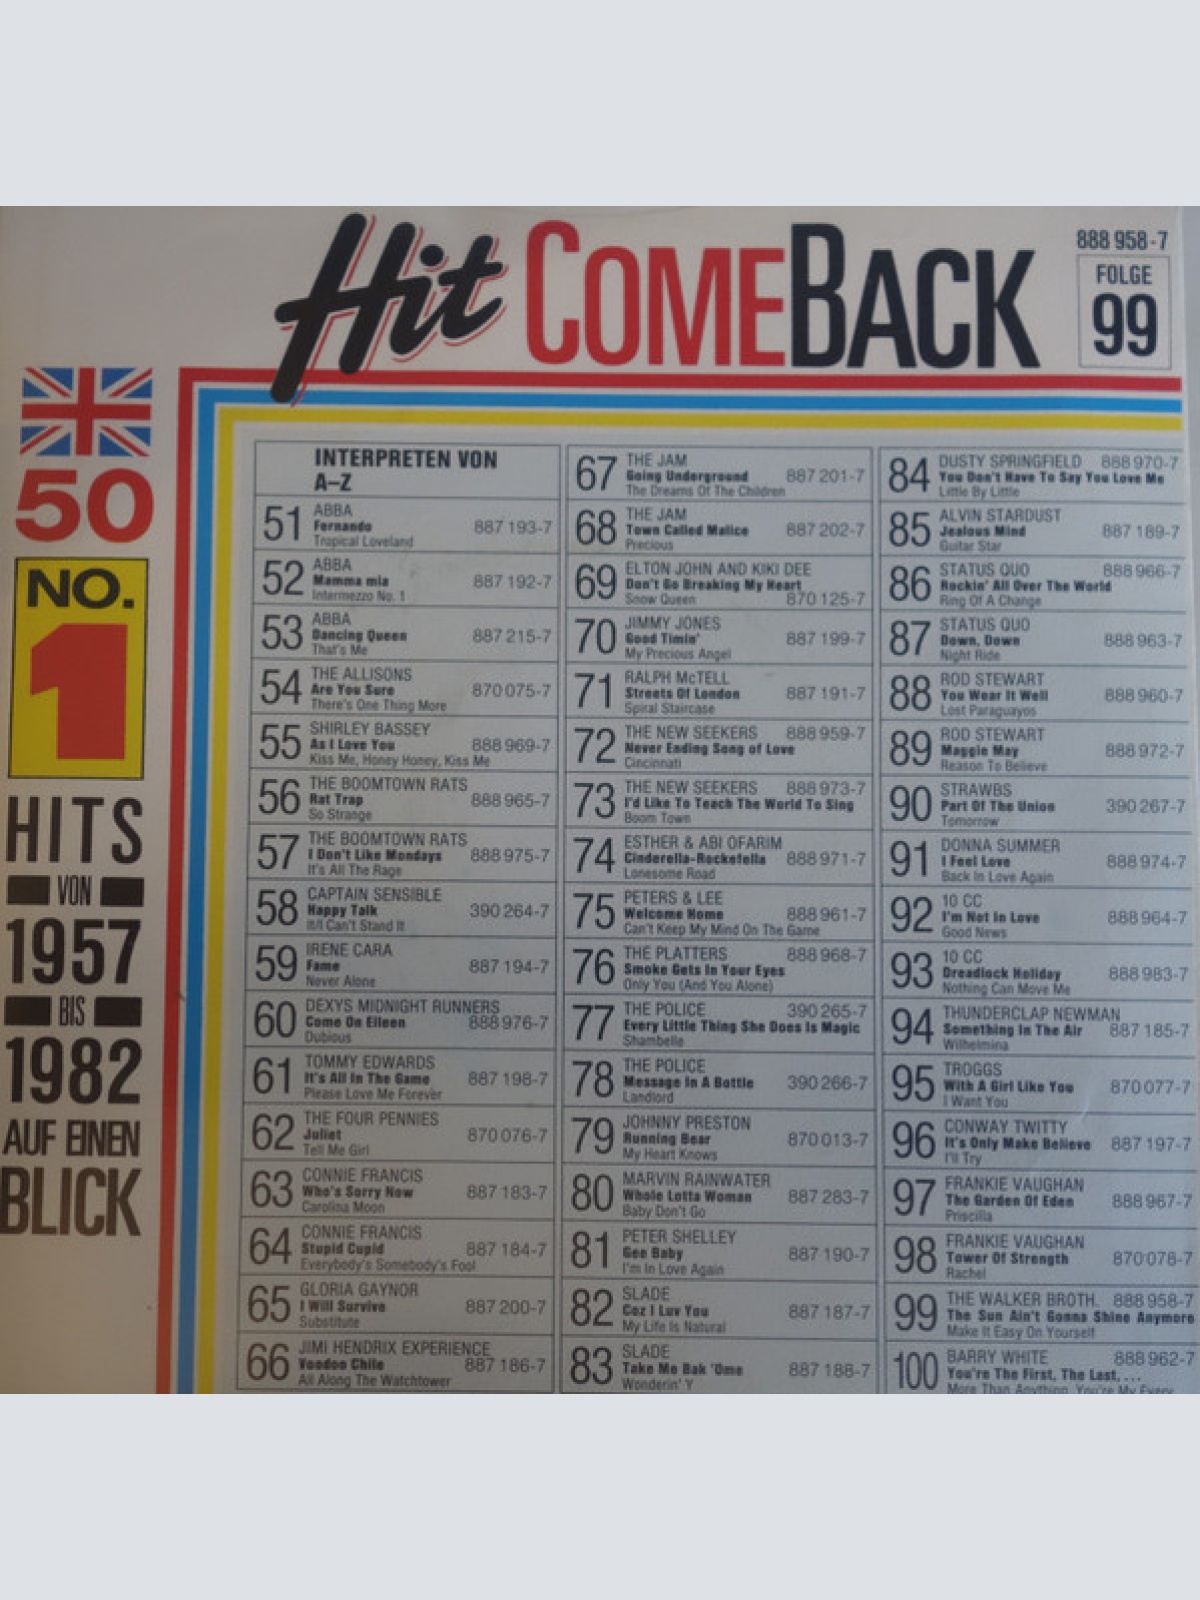 Hit COMEBACK
888 958-7
FOLGE
99
50
NO.
1
HITS
VON
1957
BIS
1982
AUF EINEN
BLICK
INTERPRETEN VON
A–Z
51 ABBA
Fernando 887 193-7
Tropical Loveland
52 ABBA
Mamma mia 887 192-7
Intermezzo No. 1
53 ABBA
Dancing Queen 887 215-7
That's Me
54 THE ALLISONS
Are You Sure 870 075-7
There's One Thing More
55 SHIRLEY BASSEY
As I Love You 888 969-7
Kiss Me, Honey Honey, Kiss Me
56 THE BOOMTOWN RATS
Rat Trap 888 965-7
So Strange
57 THE BOOMTOWN RATS
I Don't Like Mondays 888 975-7
It's All The Rage
58 CAPTAIN SENSIBLE
Happy Talk 390 264-7
It/I Can't Stand It
59 IRENE CARA
Fame 887 194-7
Never Alone
60 DEXYS MIDNIGHT RUNNERS
Come On Eileen 888 976-7
Dubious
61 TOMMY EDWARDS
It's All In The Game 887 198-7
Please Love Me Forever
62 THE FOUR PENNIES
Juliet 870 076-7
Tell Me Girl
63 CONNIE FRANCIS
Who's Sorry Now 887 183-7
Carolina Moon
64 CONNIE FRANCIS
Stupid Cupid 887 184-7
Everybody's Somebody's Fool
65 GLORIA GAYNOR
I Will Survive 887 200-7
Substitute
66 JIMI HENDRIX EXPERIENCE
Voodoo Chile 887 186-7
All Along The Watchtower
67 THE JAM
Going Underground 887 201-7
The Dreams Of The Children
68 THE JAM
Town Called Malice 887 202-7
Precious
69 ELTON JOHN AND KIKI DEE
Don't Go Breaking My Heart
Snow Queen 870 125-7
70 JIMMY JONES
Good Timin' 887 199-7
My Precious Angel
71 RALPH McTELL
Streets Of London 887 191-7
Spiral Staircase
72 THE NEW SEEKERS 888 959-7
Never Ending Song of Love
Cincinnati
73 THE NEW SEEKERS 888 973-7
I'd Like To Teach The World To Sing
Boom Town
74 ESTHER & ABI OFARIM
Cinderella-Rockefella 888 971-7
Lonesome Road
75 PETERS & LEE
Welcome Home 888 961-7
Can't Keep My Mind On The Game
76 THE PLATTERS 888 968-7
Smoke Gets In Your Eyes
Only You (And You Alone)
77 THE POLICE 390 265-7
Every Little Thing She Does Is Magic
Shambelle
78 THE POLICE
Message In A Bottle 390 266-7
Landlord
79 JOHNNY PRESTON
Running Bear 870 013-7
My Heart Knows
80 MARVIN RAINWATER
Whole Lotta Woman 887 283-7
Baby Don't Go
81 PETER SHELLEY
Gee Baby 887 190-7
I'm In Love Again
82 SLADE
Coz I Luv You 887 187-7
My Life Is Natural
83 SLADE
Take Me Bak 'Ome 887 188-7
Wonderin' Y
84 DUSTY SPRINGFIELD 888 970-7
You Don't Have To Say You Love Me
Little By Little
85 ALVIN STARDUST
Jealous Mind 887 189-7
Guitar Star
86 STATUS QUO 888 966-7
Rockin' All Over The World
Ring Of A Change
87 STATUS QUO
Down, Down 888 963-7
Night Ride
88 ROD STEWART
You Wear It Well 888 960-7
Lost Paraguayos
89 ROD STEWART
Maggie May 888 972-7
Reason To Believe
90 STRAWBS
Part Of The Union 390 267-7
Tomorrow
91 DONNA SUMMER
I Feel Love 888 974-7
Back In Love Again
92 10 CC
I'm Not In Love 888 964-7
Good News
93 10 CC
Dreadlock Holiday 888 983-7
Nothing Can Move Me
94 THUNDERCLAP NEWMAN
Something In The Air 887 185-7
Wilhelmina
95 TROGGS
With A Girl Like You 870 077-7
I Want You
96 CONWAY TWITTY
It's Only Make Believe 887 197-7
I'll Try
97 FRANKIE VAUGHAN
The Garden Of Eden 888 967-7
Priscilla
98 FRANKIE VAUGHAN
Tower Of Strength 870 078-7
Rachel
99 THE WALKER BROTH. 888 958-7
The Sun Ain't Gonna Shine Anymore
Make It Easy On Yourself
100 BARRY WHITE 888 962-7
You're The First, The Last, ...
More Than Anything, You're My Every